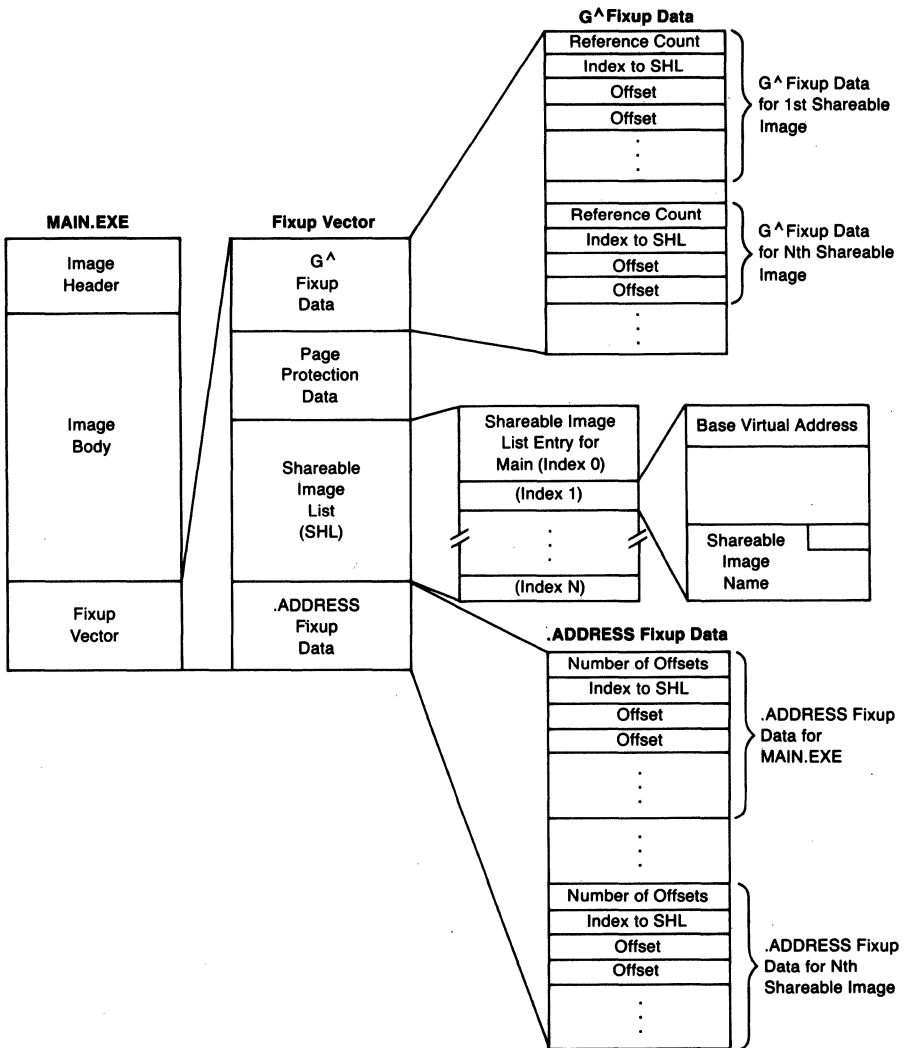 G^Fixup Data
Reference Count
Index to SHL
Offset
Offset
.
.
.
G^ Fixup Data
for 1st Shareable
Image
Reference Count
Index to SHL
Offset
Offset
.
.
.
G^ Fixup Data
for Nth Shareable
Image
MAIN.EXE
Image
Header
Image
Body
Fixup
Vector
Fixup Vector
G^
Fixup
Data
Page
Protection
Data
Shareable
Image
List
(SHL)
.ADDRESS
Fixup
Data
Shareable Image
List Entry for
Main (Index 0)
(Index 1)
.
.
.
(Index N)
Base Virtual Address
Shareable
Image
Name
.ADDRESS Fixup Data
Number of Offsets
Index to SHL
Offset
Offset
.
.
.
.ADDRESS Fixup
Data for
MAIN.EXE
.
.
.
Number of Offsets
Index to SHL
Offset
Offset
.
.
.
.ADDRESS Fixup
Data for Nth
Shareable Image